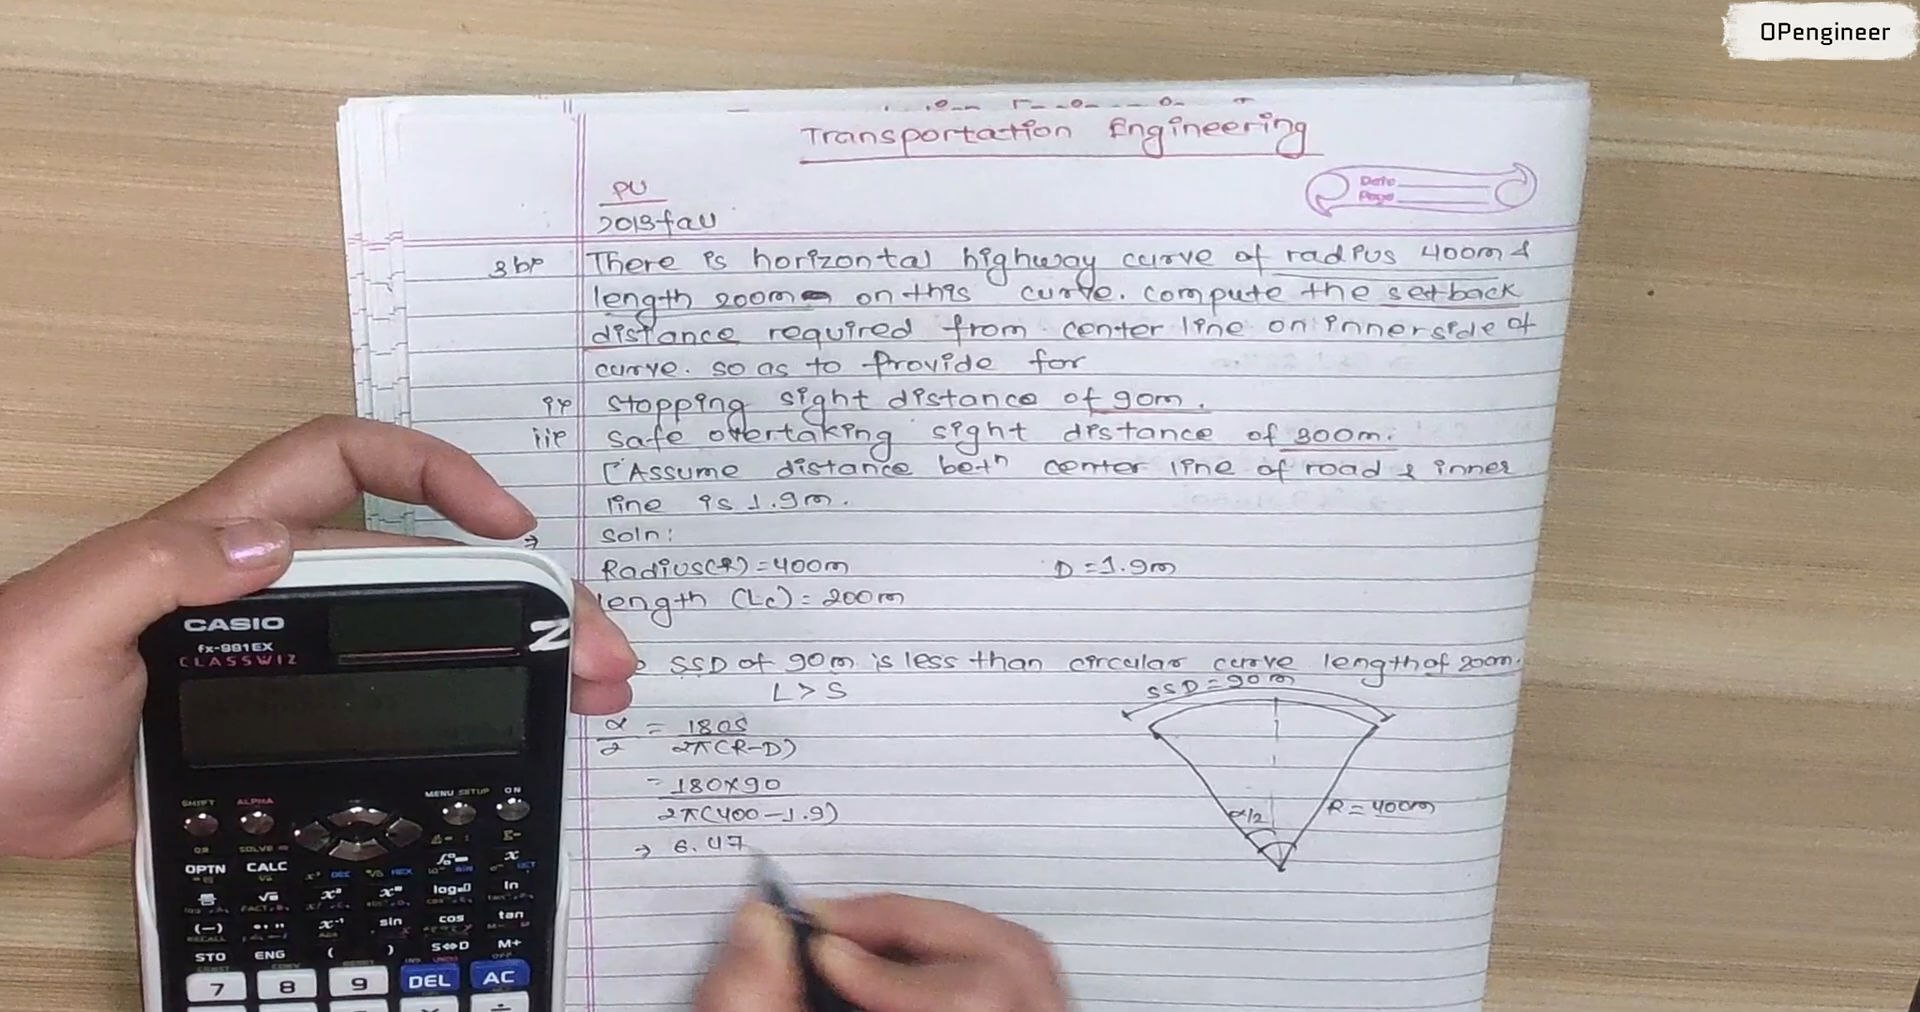 OPengineer
Transportation Engineering
PU
2013 fall
Date
Page
3b) There is horizontal highway curve of radius 400m &
length 200m on this curve. compute the setback
distance required from center line on inner side of
curve. so as to Provide for
i) stopping sight distance of 90m.
ii) safe overtaking sight distance of 300m.
[Assume distance betn center line of road & inner
line is 1.9m.
→ Soln:
Radius(R) = 400m D = 1.9m
length (Lc) = 200m
SSD of 90m is less than circular curve length of 200m.
L > S
SSD = 90m
α/2 = 180S / 2π(R-D)
= 180×90 / 2π(400-1.9)
α/2 R = 400m
→ 6.47
CASIO
fx-991EX
CLASSWIZ
MENU SETUP ON
SHIFT ALPHA
OPTN CALC
log ln
(-) x⁻¹ sin cos tan
STO ENG ( ) S⇔D M+
7 8 9 DEL AC